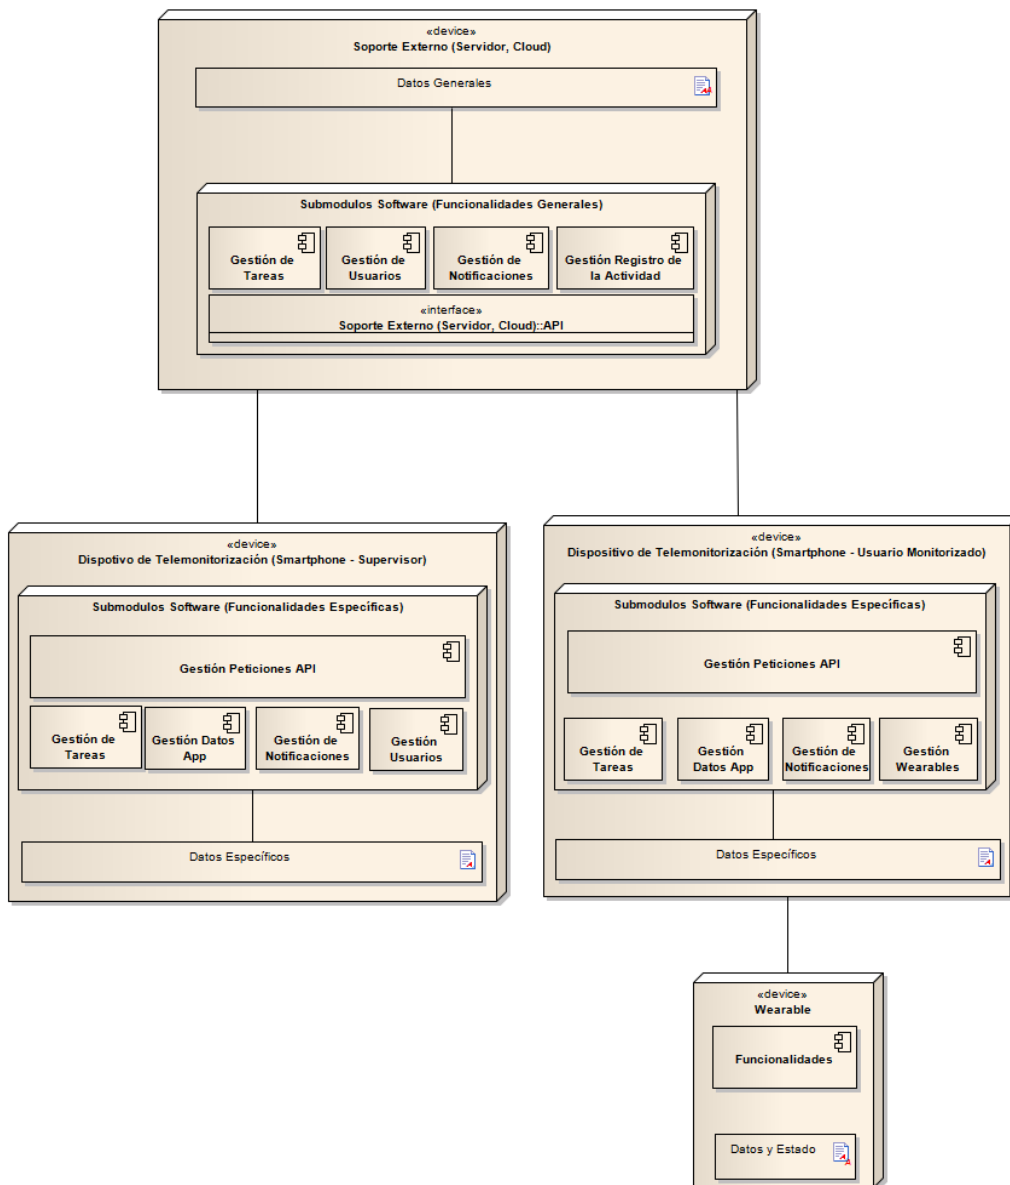 «device»
Soporte Externo (Servidor, Cloud)
Datos Generales
Submodulos Software (Funcionalidades Generales)
Gestión de
Tareas
Gestión de
Usuarios
Gestión de
Notificaciones
Gestión Registro de
la Actividad
«interface»
Soporte Externo (Servidor, Cloud)::API
«device»
Dispotivo de Telemonitorización (Smartphone - Supervisor)
Submodulos Software (Funcionalidades Específicas)
Gestión Peticiones API
Gestión de
Tareas
Gestión Datos
App
Gestión de
Notificaciones
Gestión
Usuarios
Datos Específicos
«device»
Dispositivo de Telemonitorización (Smartphone - Usuario Monitorizado)
Submodulos Software (Funcionalidades Específicas)
Gestión Peticiones API
Gestión de
Tareas
Gestión
Datos App
Gestión de
Notificaciones
Gestión
Wearables
Datos Específicos
«device»
Wearable
Funcionalidades
Datos y Estado